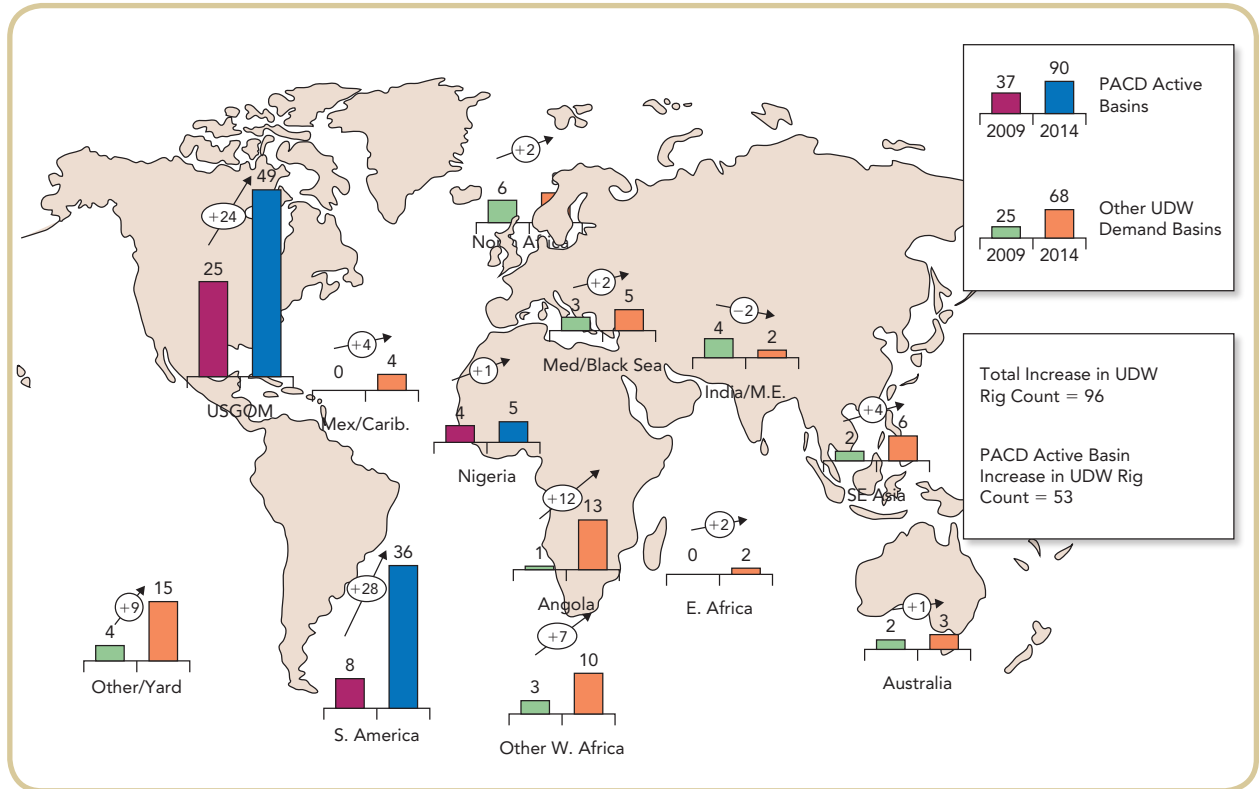 37
90
PACD Active
Basins
2009
2014
25
68
Other UDW
Demand Basins
2009
2014
Total Increase in UDW
Rig Count = 96
PACD Active Basin
Increase in UDW Rig
Count = 53
25
+24
49
USGOM
0
+4
4
Mex/Carib.
6
+2
Africa
3
+2
5
Med/Black Sea
4
−2
2
India/M.E.
4
+1
5
Nigeria
2
+4
6
SE Asia
1
+12
13
Angola
0
+2
2
E. Africa
4
+9
15
Other/Yard
8
+28
36
S. America
3
+7
10
Other W. Africa
2
+1
3
Australia